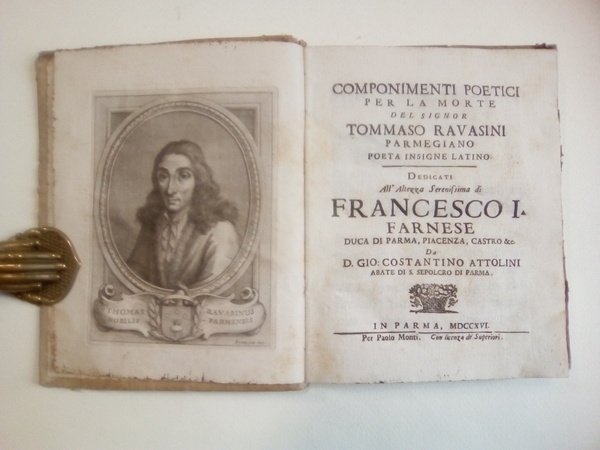 THOMAS RAVASINUS
NOBILIS PARMENSIS
COMPONIMENTI POETICI
PER LA MORTE
DEL SIGNOR
TOMMASO RAVASINI
PARMEGIANO
POETA INSIGNE LATINO
DEDICATI
All'Altezza Serenissima di
FRANCESCO I.
FARNESE
DUCA DI PARMA, PIACENZA, CASTRO &c.
Da
D. GIO: COSTANTINO ATTOLINI
ABATE DI S. SEPOLCRO DI PARMA.
IN PARMA, MDCCXVI.
Per Paolo Monti. Con licenza de' Superiori.